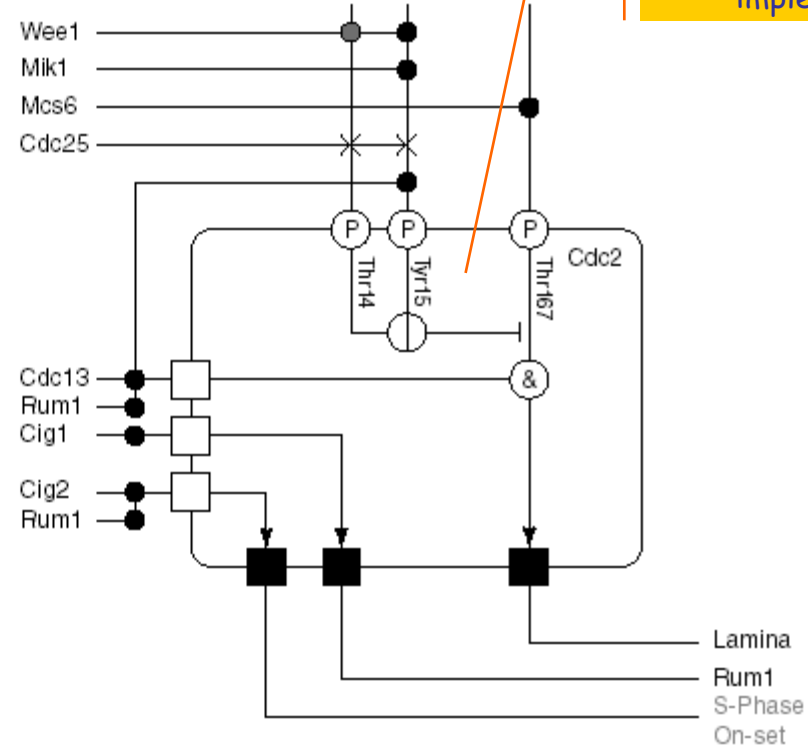 Wee1
Mik1
Mcs6
Cdc25
P P P
Cdc2
Thr14
Tyr15
Thr167
&
Cdc13
Rum1
Cig1
Cig2
Rum1
Lamina
Rum1
S-Phase
On-set